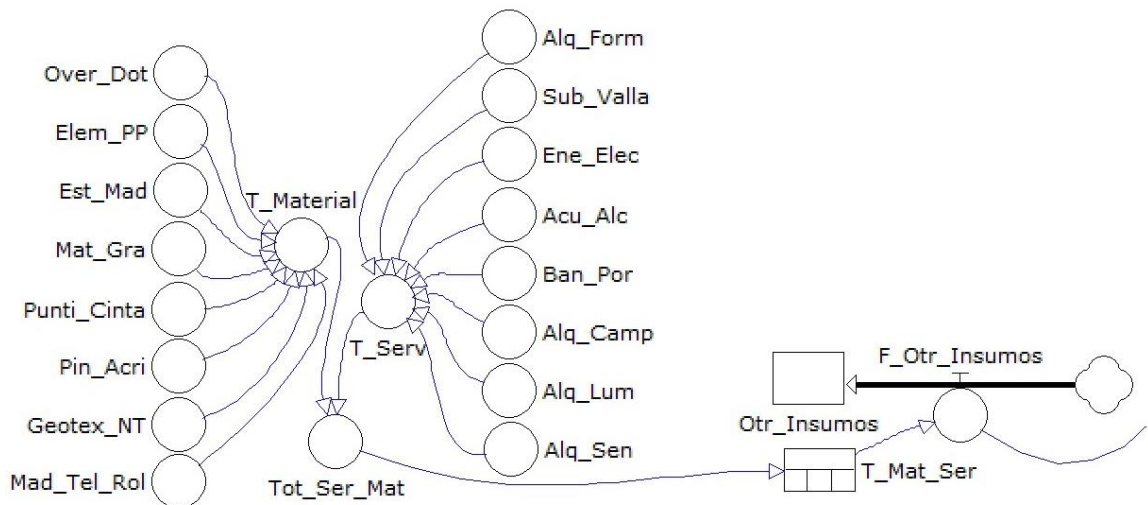 Over_Dot
Elem_PP
Est_Mad
Mat_Gra
Punti_Cinta
Pin_Acri
Geotex_NT
Mad_Tel_Rol
T_Material
T_Serv
Tot_Ser_Mat
Alq_Form
Sub_Valla
Ene_Elec
Acu_Alc
Ban_Por
Alq_Camp
Alq_Lum
Alq_Sen
F_Otr_Insumos
Otr_Insumos
T_Mat_Ser